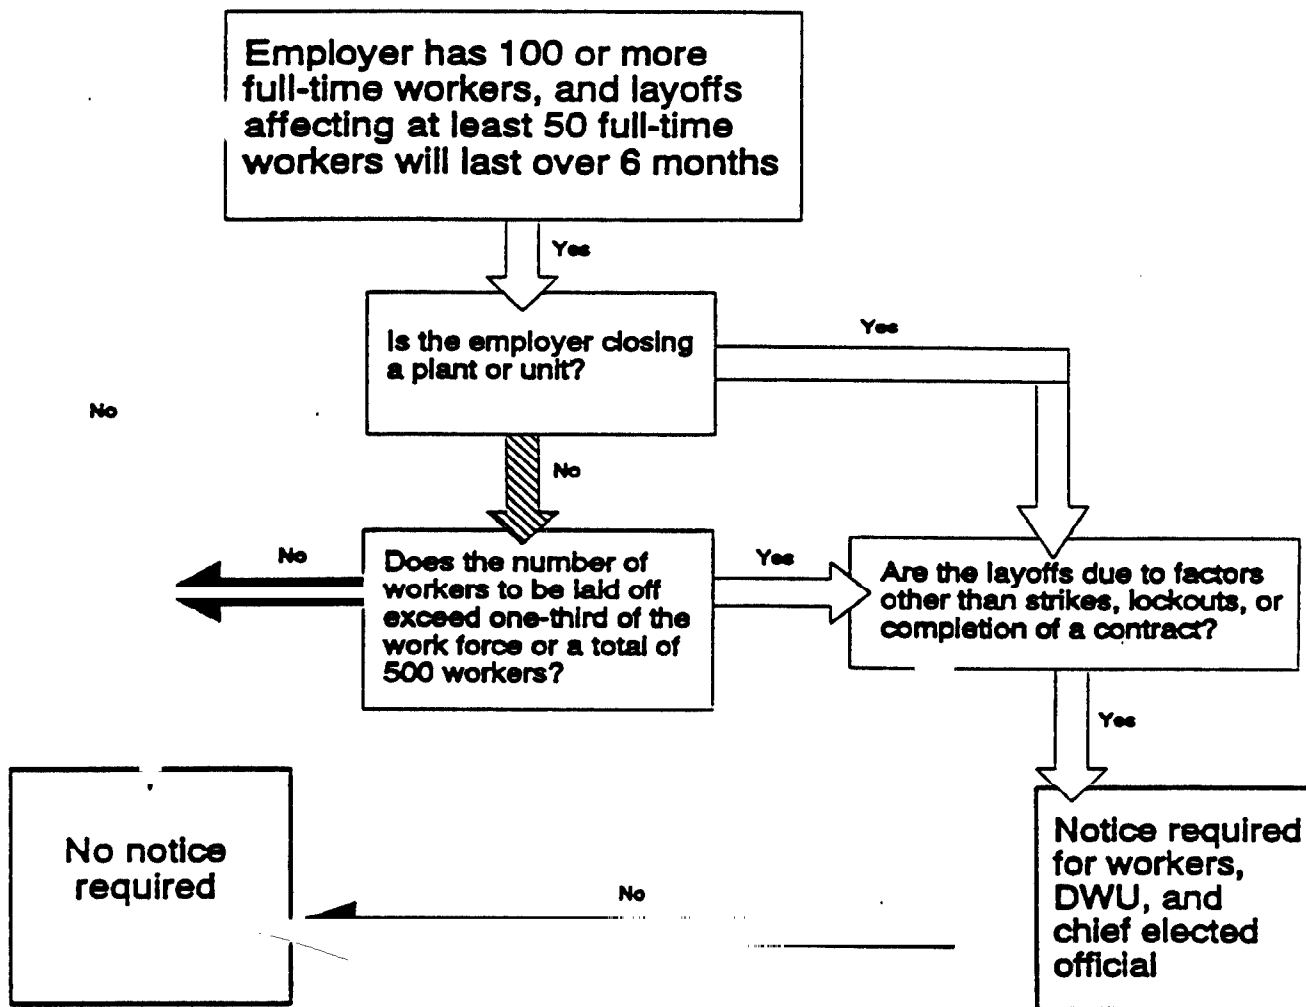 Employer has 100 or more
full-time workers, and layoffs
affecting at least 50 full-time
workers will last over 6 months
Yes
Is the employer closing
a plant or unit?
Yes
No
No
Does the number of
workers to be laid off
exceed one-third of the
work force or a total of
500 workers?
No
Yes
Are the layoffs due to factors
other than strikes, lockouts, or
completion of a contract?
Yes
No notice
required
No
Notice required
for workers,
DWU, and
chief elected
official